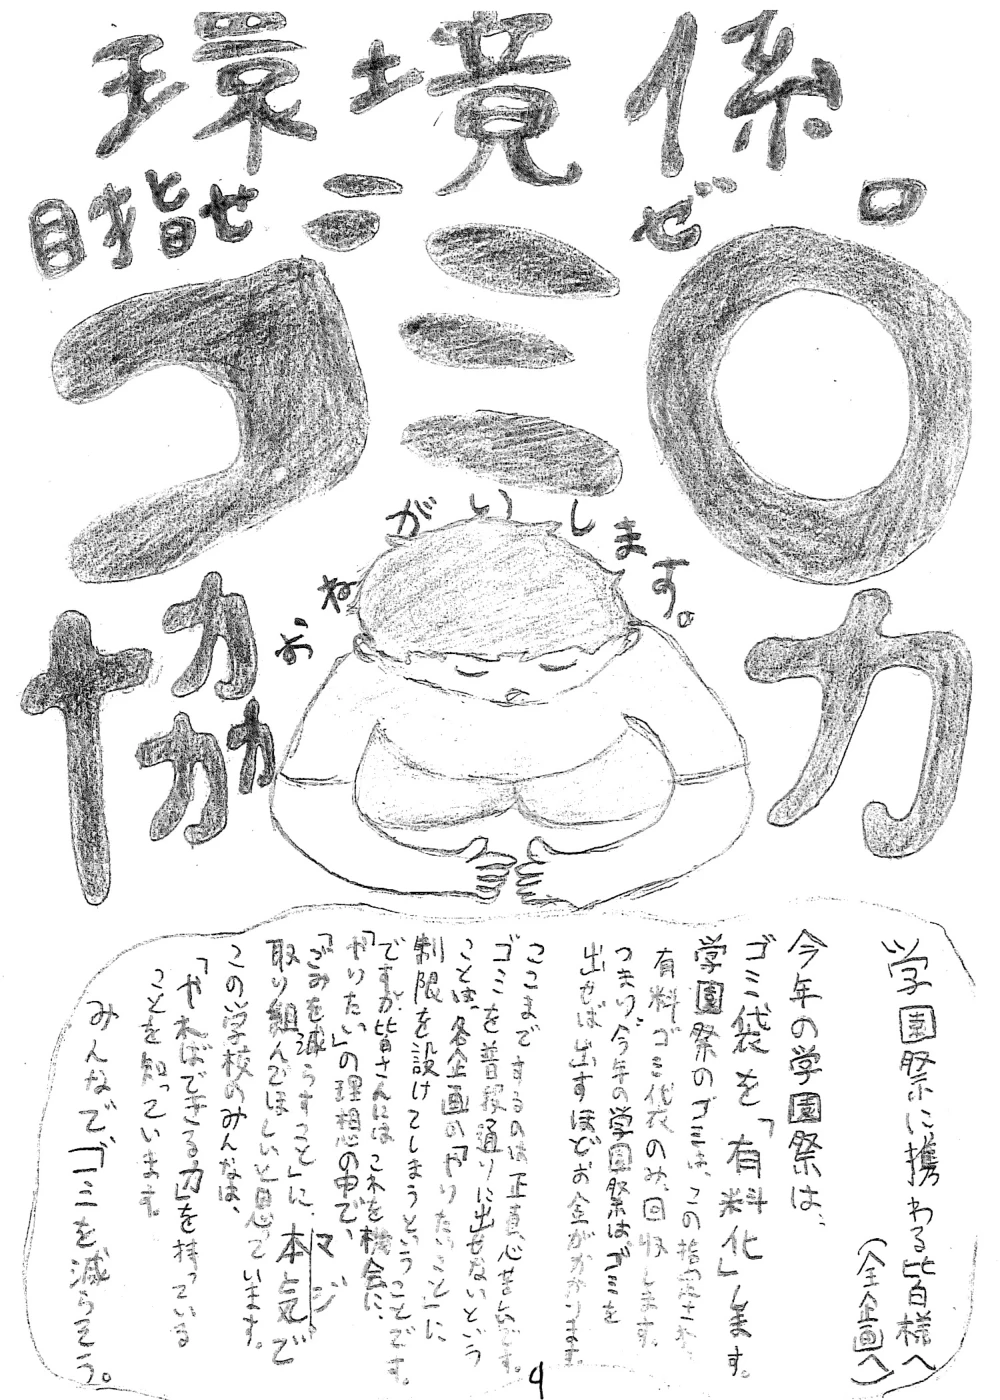 環境係
目指せ
ゼロ
ゴミ0
おねがいします。
協力
学園祭に携わる皆様へ
(全企画へ)
今年の学園祭は、
ゴミ袋を「有料化」します。
学園祭のゴミは、この指定された
有料ゴミ袋のみ、回収します。
つまり、今年の学園祭はゴミを
出せば出すほどお金がかかります。
ここまでするのは正直、心苦しいです。
ゴミを普段通りに出せないという
ことは、各企画の「やりたいこと」に
制限を設けてしまうということです。
ですが、皆さんには、これを機会に、
「やりたい」の理想の中で、
「ごみを減らすこと」に、本気で
マジ
取り組んでほしいと思っています。
この学校のみんなは、
「やればできる力」を持っている
ことを知っています。
みんなでゴミを減らそう。
9